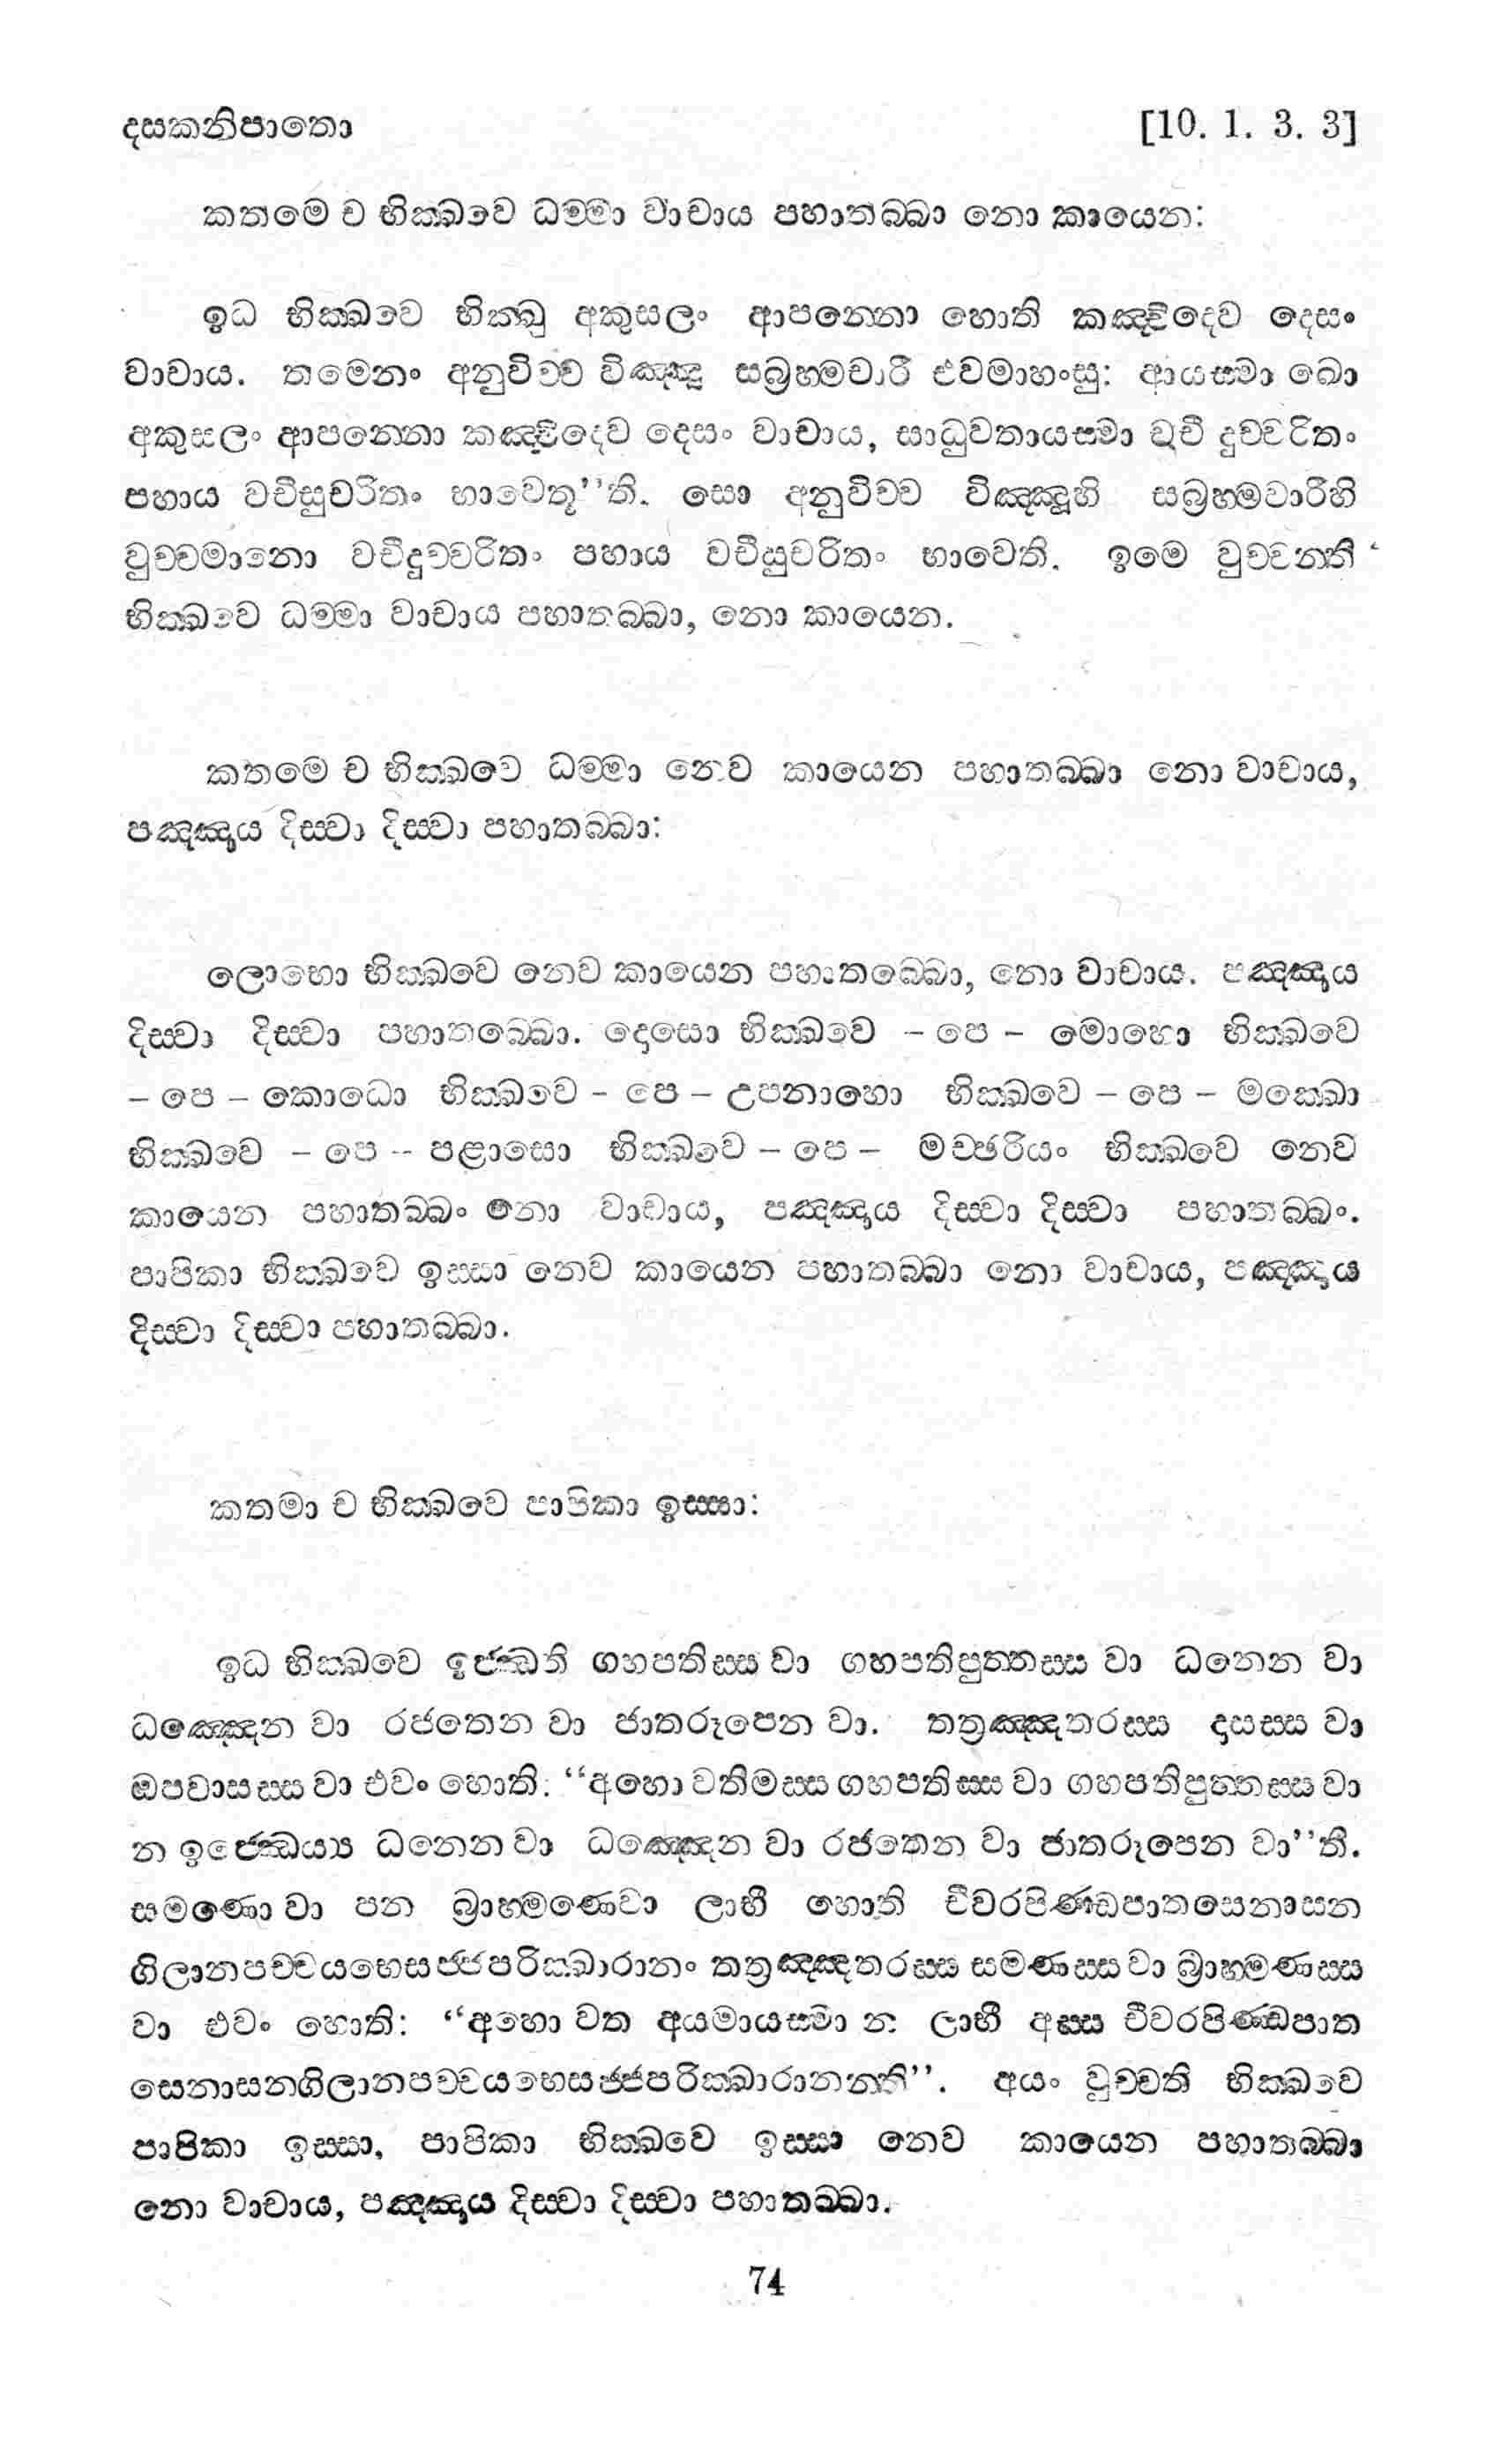 දසකනිපාතො [10. 1. 3. 3]
කතමෙ ච භික්ඛවෙ ධම්මා වාචාය පහාතබ්බා නො කායෙන:
ඉධ භික්ඛවෙ භික්ඛු අකුසලං ආපන්නො හොති කඤ්චිදෙව දෙසං
වාචාය. තමෙනං අනුවිච්ච විඤ්ඤූ සබ්‍රහ්මචාරී එවමාහංසු: ආයස්මා ඛො
අකුසලං ආපන්නො කඤ්චිදෙව දෙසං වාචාය, සාධුවතායස්මා වචී දුච්චරිතං
පහාය වචීසුචරිතං භාවෙතූ’’ති. සො අනුවිච්ච විඤ්ඤූහි සබ්‍රහ්මචාරීහි
වුච්චමානො වචීදුච්චරිතං පහාය වචීසුචරිතං භාවෙති. ඉමෙ වුච්චන්ති
භික්ඛවෙ ධම්මා වාචාය පහාතබ්බා, නො කායෙන.
කතමෙ ච භික්ඛවෙ ධම්මා නෙව කායෙන පහාතබ්බා නො වාචාය,
පඤ්ඤාය දිස්වා දිස්වා පහාතබ්බා:
ලොභො භික්ඛවෙ නෙව කායෙන පහාතබ්බො, නො වාචාය. පඤ්ඤාය
දිස්වා දිස්වා පහාතබ්බො. දොසො භික්ඛවෙ – පෙ – මොහො භික්ඛවෙ
– පෙ – කොධො භික්ඛවෙ – පෙ – උපනාහො භික්ඛවෙ – පෙ – මක්ඛො
භික්ඛවෙ – පෙ – පළාසො භික්ඛවෙ – පෙ – මච්ඡරියං භික්ඛවෙ නෙව
කායෙන පහාතබ්බං නො වාචාය, පඤ්ඤාය දිස්වා දිස්වා පහාතබ්බං.
පාපිකා භික්ඛවෙ ඉස්සා නෙව කායෙන පහාතබ්බා නො වාචාය, පඤ්ඤාය
දිස්වා දිස්වා පහාතබ්බා.
කතමා ච භික්ඛවෙ පාපිකා ඉස්සා:
ඉධ භික්ඛවෙ ඉජ්ඣති ගහපතිස්ස වා ගහපතිපුත්තස්ස වා ධනෙන වා
ධඤ්ඤෙන වා රජතෙන වා ජාතරූපෙන වා. තත්‍රඤ්ඤතරස්ස දාසස්ස වා
ඔපවාසස්ස වා එවං හොති: “අහො වතිමස්ස ගහපතිස්ස වා ගහපතිපුත්තස්ස වා
න ඉජ්ඣෙය්‍ය ධනෙන වා ධඤ්ඤෙන වා රජතෙන වා ජාතරූපෙන වා’’ති.
සමණො වා පන බ්‍රාහ්මණොවා ලාභී හොති චීවරපිණ්ඩපාතසෙනාසන
ගිලානපච්චයභෙසජ්ජපරික්ඛාරානං තත්‍රඤ්ඤතරස්ස සමණස්ස වා බ්‍රාහ්මණස්ස
වා එවං හොති: “අහො වත අයමායස්මා න ලාභී අස්ස චීවරපිණ්ඩපාත
සෙනාසනගිලානපච්චයභෙසජ්ජපරික්ඛාරානන්ති’’. අයං වුච්චති භික්ඛවෙ
පාපිකා ඉස්සා, පාපිකා භික්ඛවෙ ඉස්සා නෙව කායෙන පහාතබ්බා
නො වාචාය, පඤ්ඤාය දිස්වා දිස්වා පහාතබ්බා.
74